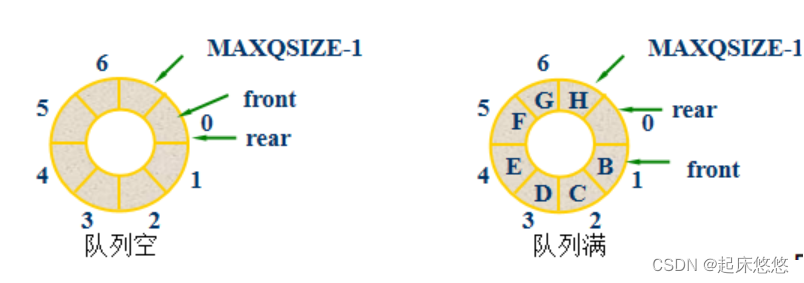 6
MAXQSIZE-1
5
front
0
rear
4
1
3
2
队列空
6
MAXQSIZE-1
G
H
5
F
rear
0
E
B
4
front
1
D
C
3
2
队列满
CSDN @起床悠悠